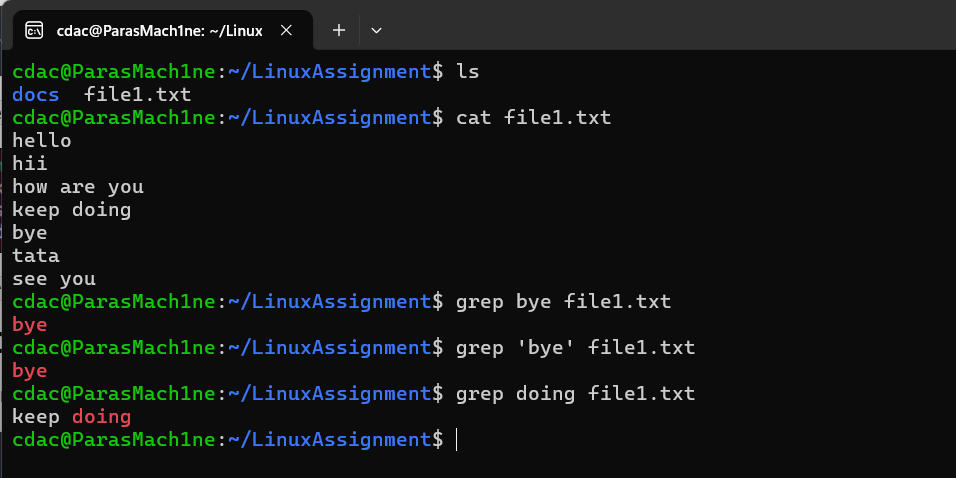 cdac@ParasMach1ne: ~/Linux
cdac@ParasMach1ne:~/LinuxAssignment$ ls
docs  file1.txt
cdac@ParasMach1ne:~/LinuxAssignment$ cat file1.txt
hello
hii
how are you
keep doing
bye
tata
see you
cdac@ParasMach1ne:~/LinuxAssignment$ grep bye file1.txt
bye
cdac@ParasMach1ne:~/LinuxAssignment$ grep 'bye' file1.txt
bye
cdac@ParasMach1ne:~/LinuxAssignment$ grep doing file1.txt
keep doing
cdac@ParasMach1ne:~/LinuxAssignment$